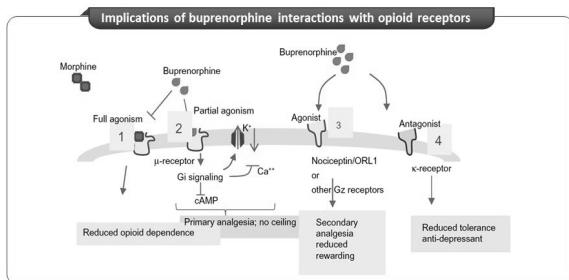 Implications of buprenorphine interactions with opioid receptors
Morphine
Buprenorphine
Buprenorphine
Full agonism
Partial agonism
1
2
K+
Agonist
3
Antagonist
4
μ-receptor
Gi signaling
Ca++
cAMP
Nociceptin/ORL1
or
other Gz receptors
κ-receptor
Reduced opioid dependence
Primary analgesia; no ceiling
Secondary
analgesia
reduced
rewarding
Reduced tolerance
anti-depressant